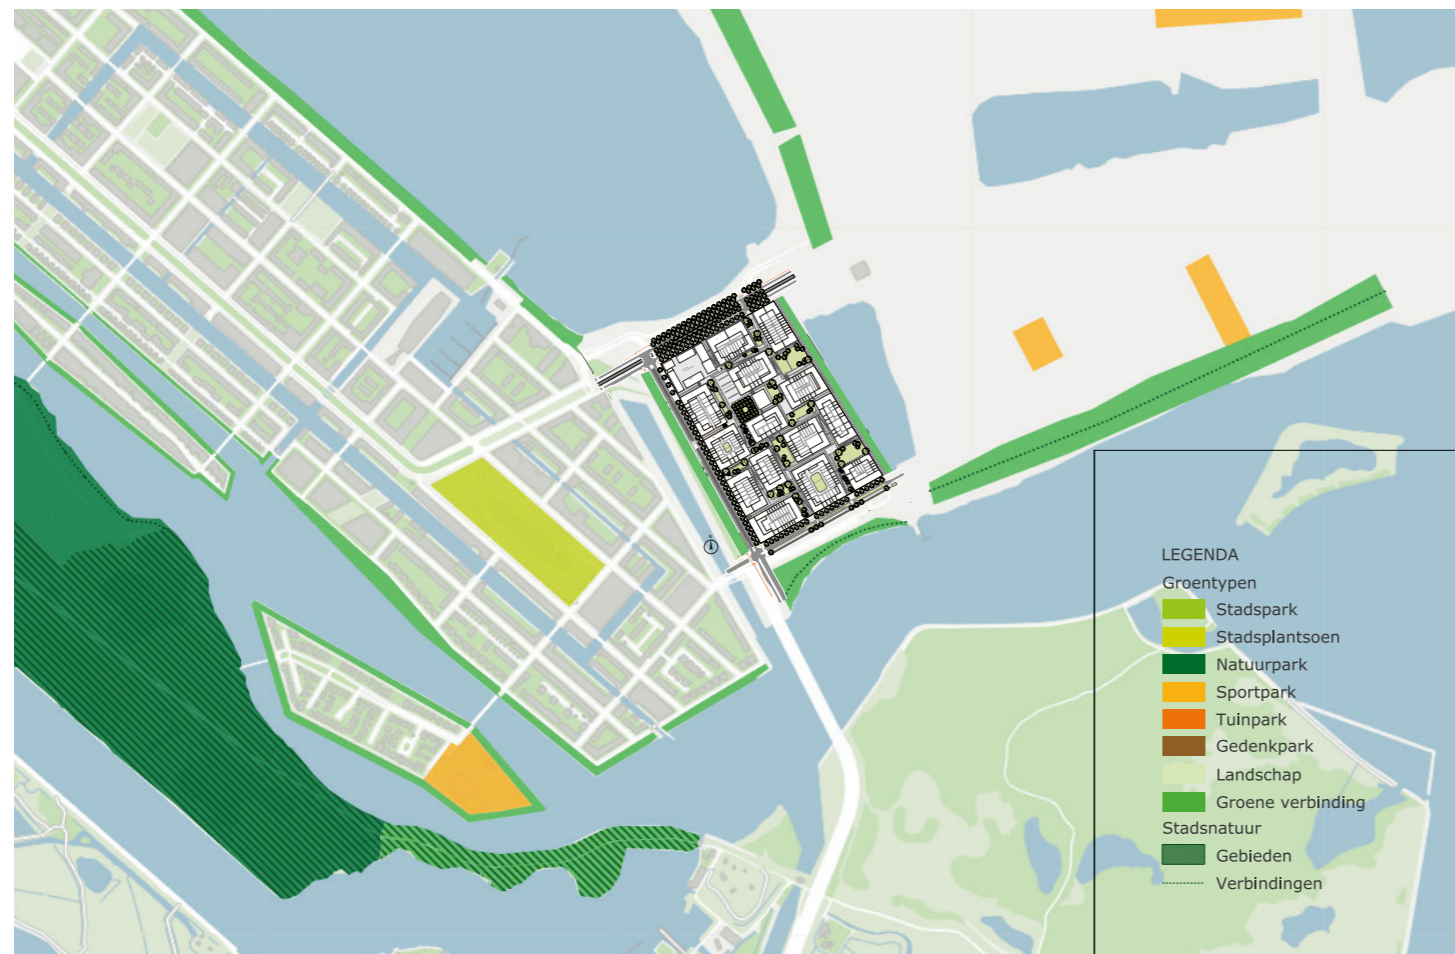 N
LEGENDA
Groentypen
Stadspark
Stadsplantsoen
Natuurpark
Sportpark
Tuinpark
Gedenkpark
Landschap
Groene verbinding
Stadsnatuur
Gebieden
Verbindingen